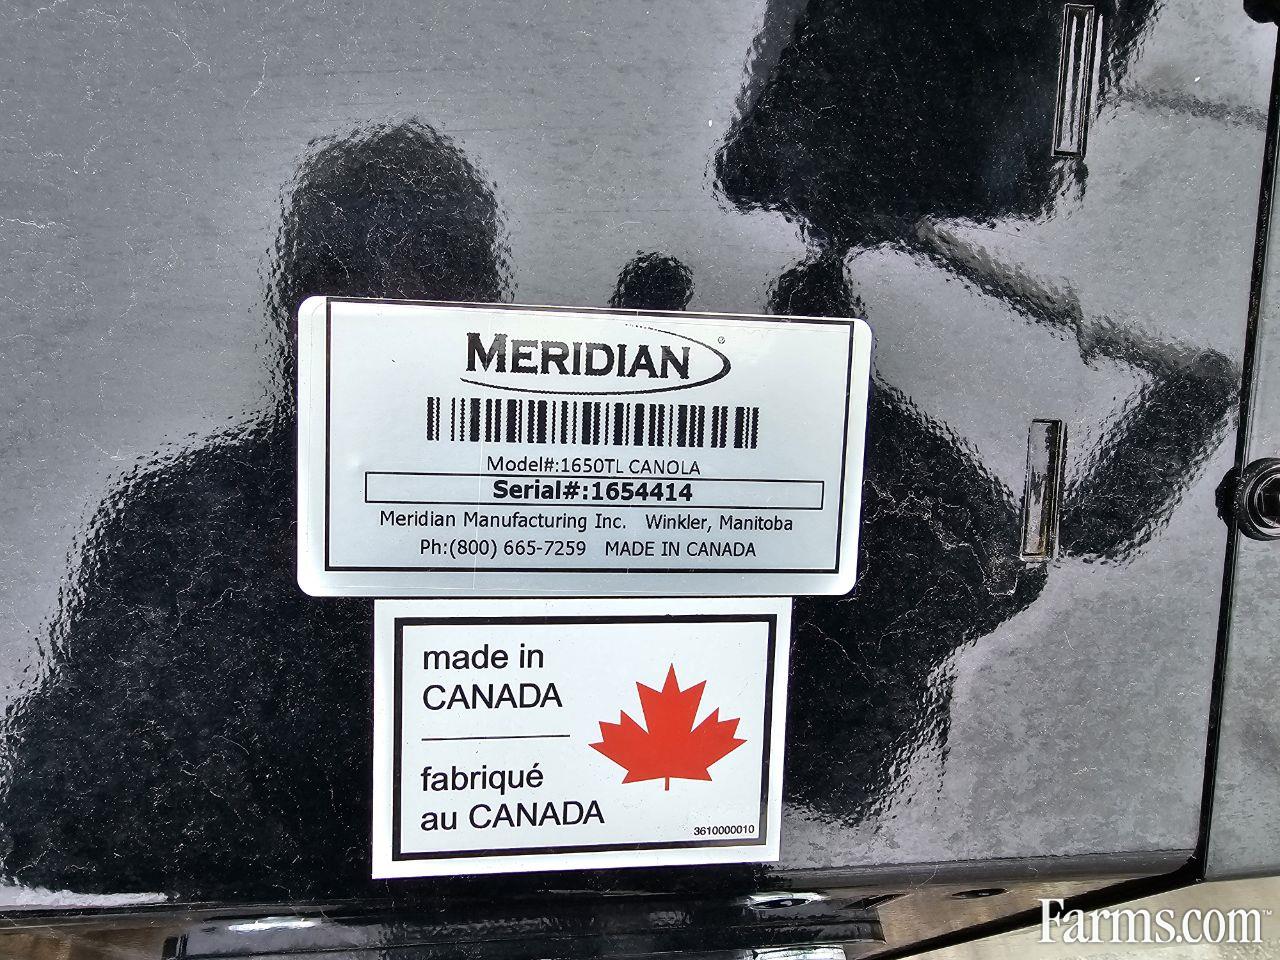 MERIDIAN®
Model#:1650TL CANOLA
Serial#:1654414
Meridian Manufacturing Inc. Winkler, Manitoba
Ph:(800) 665-7259 MADE IN CANADA
made in
CANADA
fabriqué
au CANADA
3610000010
Farms.com™